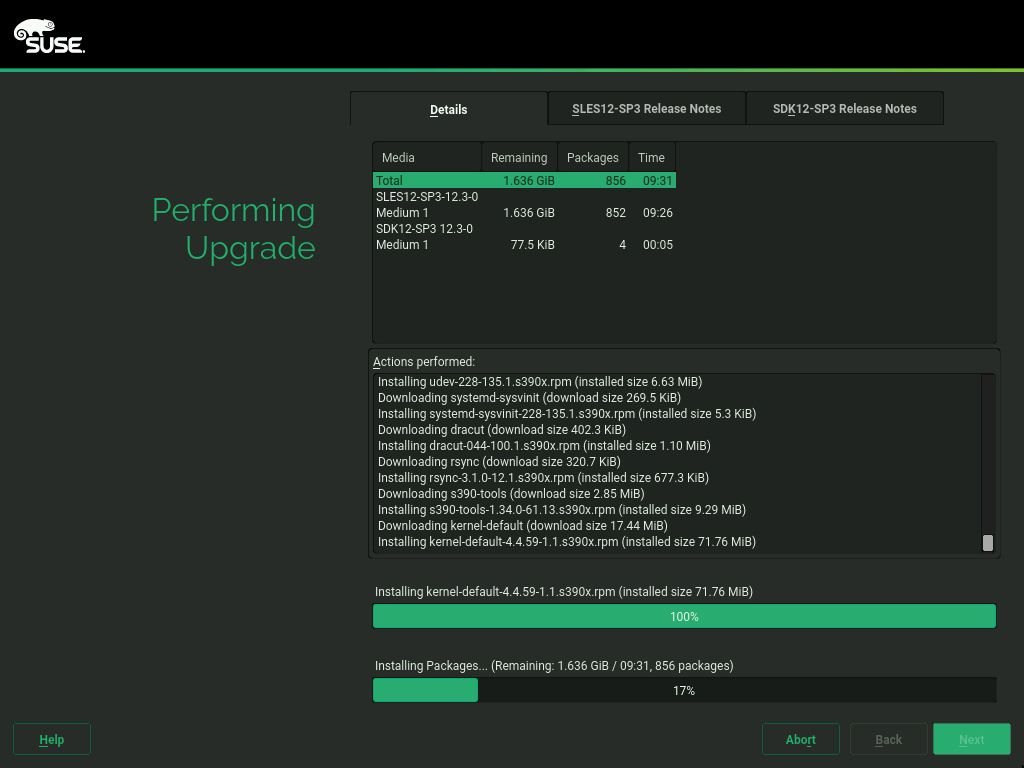 SUSE
Details SLES12-SP3 Release Notes SDK12-SP3 Release Notes
Performing
Upgrade
Media Remaining Packages Time
Total 1.636 GiB 856 09:31
SLES12-SP3-12.3-0
Medium 1 1.636 GiB 852 09:26
SDK12-SP3 12.3-0
Medium 1 77.5 KiB 4 00:05
Actions performed:
Installing udev-228-135.1.s390x.rpm (installed size 6.63 MiB)
Downloading systemd-sysvinit (download size 269.5 KiB)
Installing systemd-sysvinit-228-135.1.s390x.rpm (installed size 5.3 KiB)
Downloading dracut (download size 402.3 KiB)
Installing dracut-044-100.1.s390x.rpm (installed size 1.10 MiB)
Downloading rsync (download size 320.7 KiB)
Installing rsync-3.1.0-12.1.s390x.rpm (installed size 677.3 KiB)
Downloading s390-tools (download size 2.85 MiB)
Installing s390-tools-1.34.0-61.13.s390x.rpm (installed size 9.29 MiB)
Downloading kernel-default (download size 17.44 MiB)
Installing kernel-default-4.4.59-1.1.s390x.rpm (installed size 71.76 MiB)
Installing kernel-default-4.4.59-1.1.s390x.rpm (installed size 71.76 MiB)
100%
Installing Packages... (Remaining: 1.636 GiB / 09:31, 856 packages)
17%
Help Abort Back Next